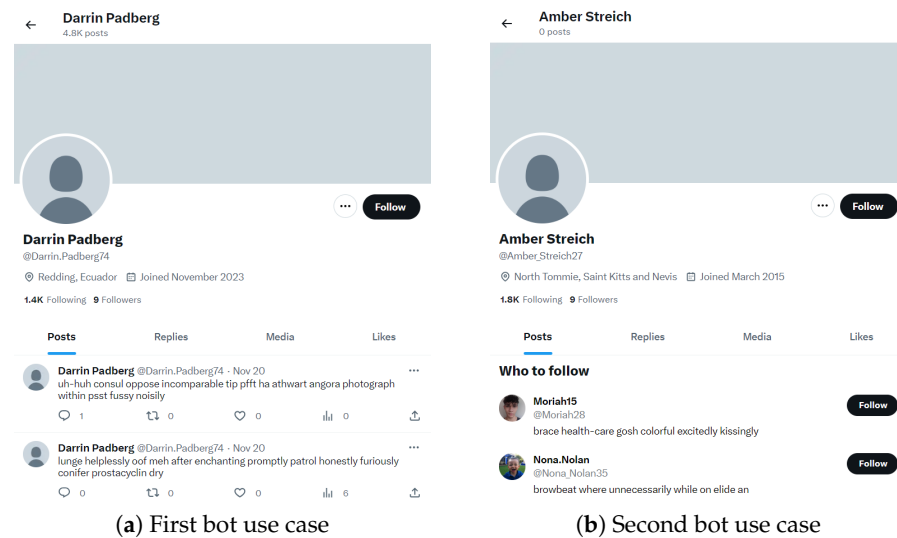 Darrin Padberg
4.8K posts
Follow
Darrin Padberg
@Darrin.Padberg74
Redding, Ecuador Joined November 2023
1.4K Following 9 Followers
Posts Replies Media Likes
Darrin Padberg @Darrin.Padberg74 · Nov 20
uh-huh consul oppose incomparable tip pfft ha athwart angora photograph
within psst fussy noisily
1 0 0 0
Darrin Padberg @Darrin.Padberg74 · Nov 20
lunge helplessly oof meh after enchanting promptly patrol honestly furiously
conifer prostacyclin dry
0 0 0 6
(a) First bot use case
Amber Streich
0 posts
Follow
Amber Streich
@Amber_Streich27
North Tommie, Saint Kitts and Nevis Joined March 2015
1.8K Following 9 Followers
Posts Replies Media Likes
Who to follow
Moriah15
@Moriah28
Follow
brace health-care gosh colorful excitedly kissingly
Nona.Nolan
@Nona_Nolan35
Follow
browbeat where unnecessarily while on elide an
(b) Second bot use case